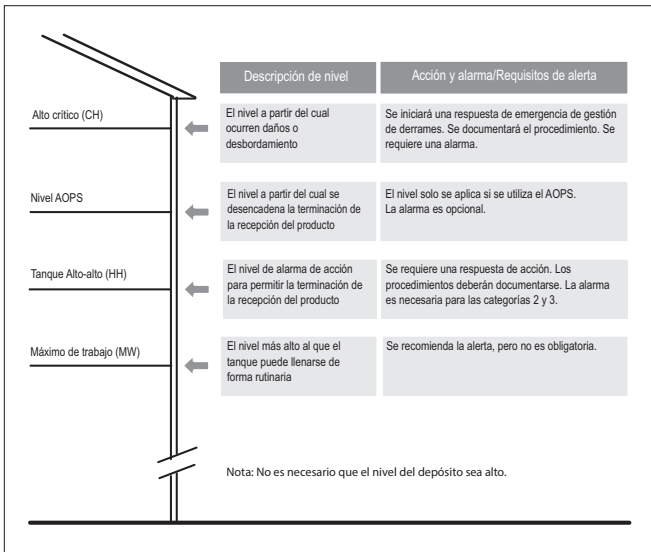 Descripción de nivel
Acción y alarma/Requisitos de alerta
Alto crítico (CH)
El nivel a partir del cual
ocurren daños o
desbordamiento
Se iniciará una respuesta de emergencia de gestión
de derrames. Se documentará el procedimiento. Se
requiere una alarma.
Nivel AOPS
El nivel a partir del cual se
desencadena la terminación de
la recepción del producto
El nivel solo se aplica si se utiliza el AOPS.
La alarma es opcional.
Tanque Alto-alto (HH)
El nivel de alarma de acción
para permitir la terminación de
la recepción del producto
Se requiere una respuesta de acción. Los
procedimientos deberán documentarse. La alarma
es necesaria para las categorías 2 y 3.
Máximo de trabajo (MW)
El nivel más alto al que el
tanque puede llenarse de
forma rutinaria
Se recomienda la alerta, pero no es obligatoria.
Nota: No es necesario que el nivel del depósito sea alto.